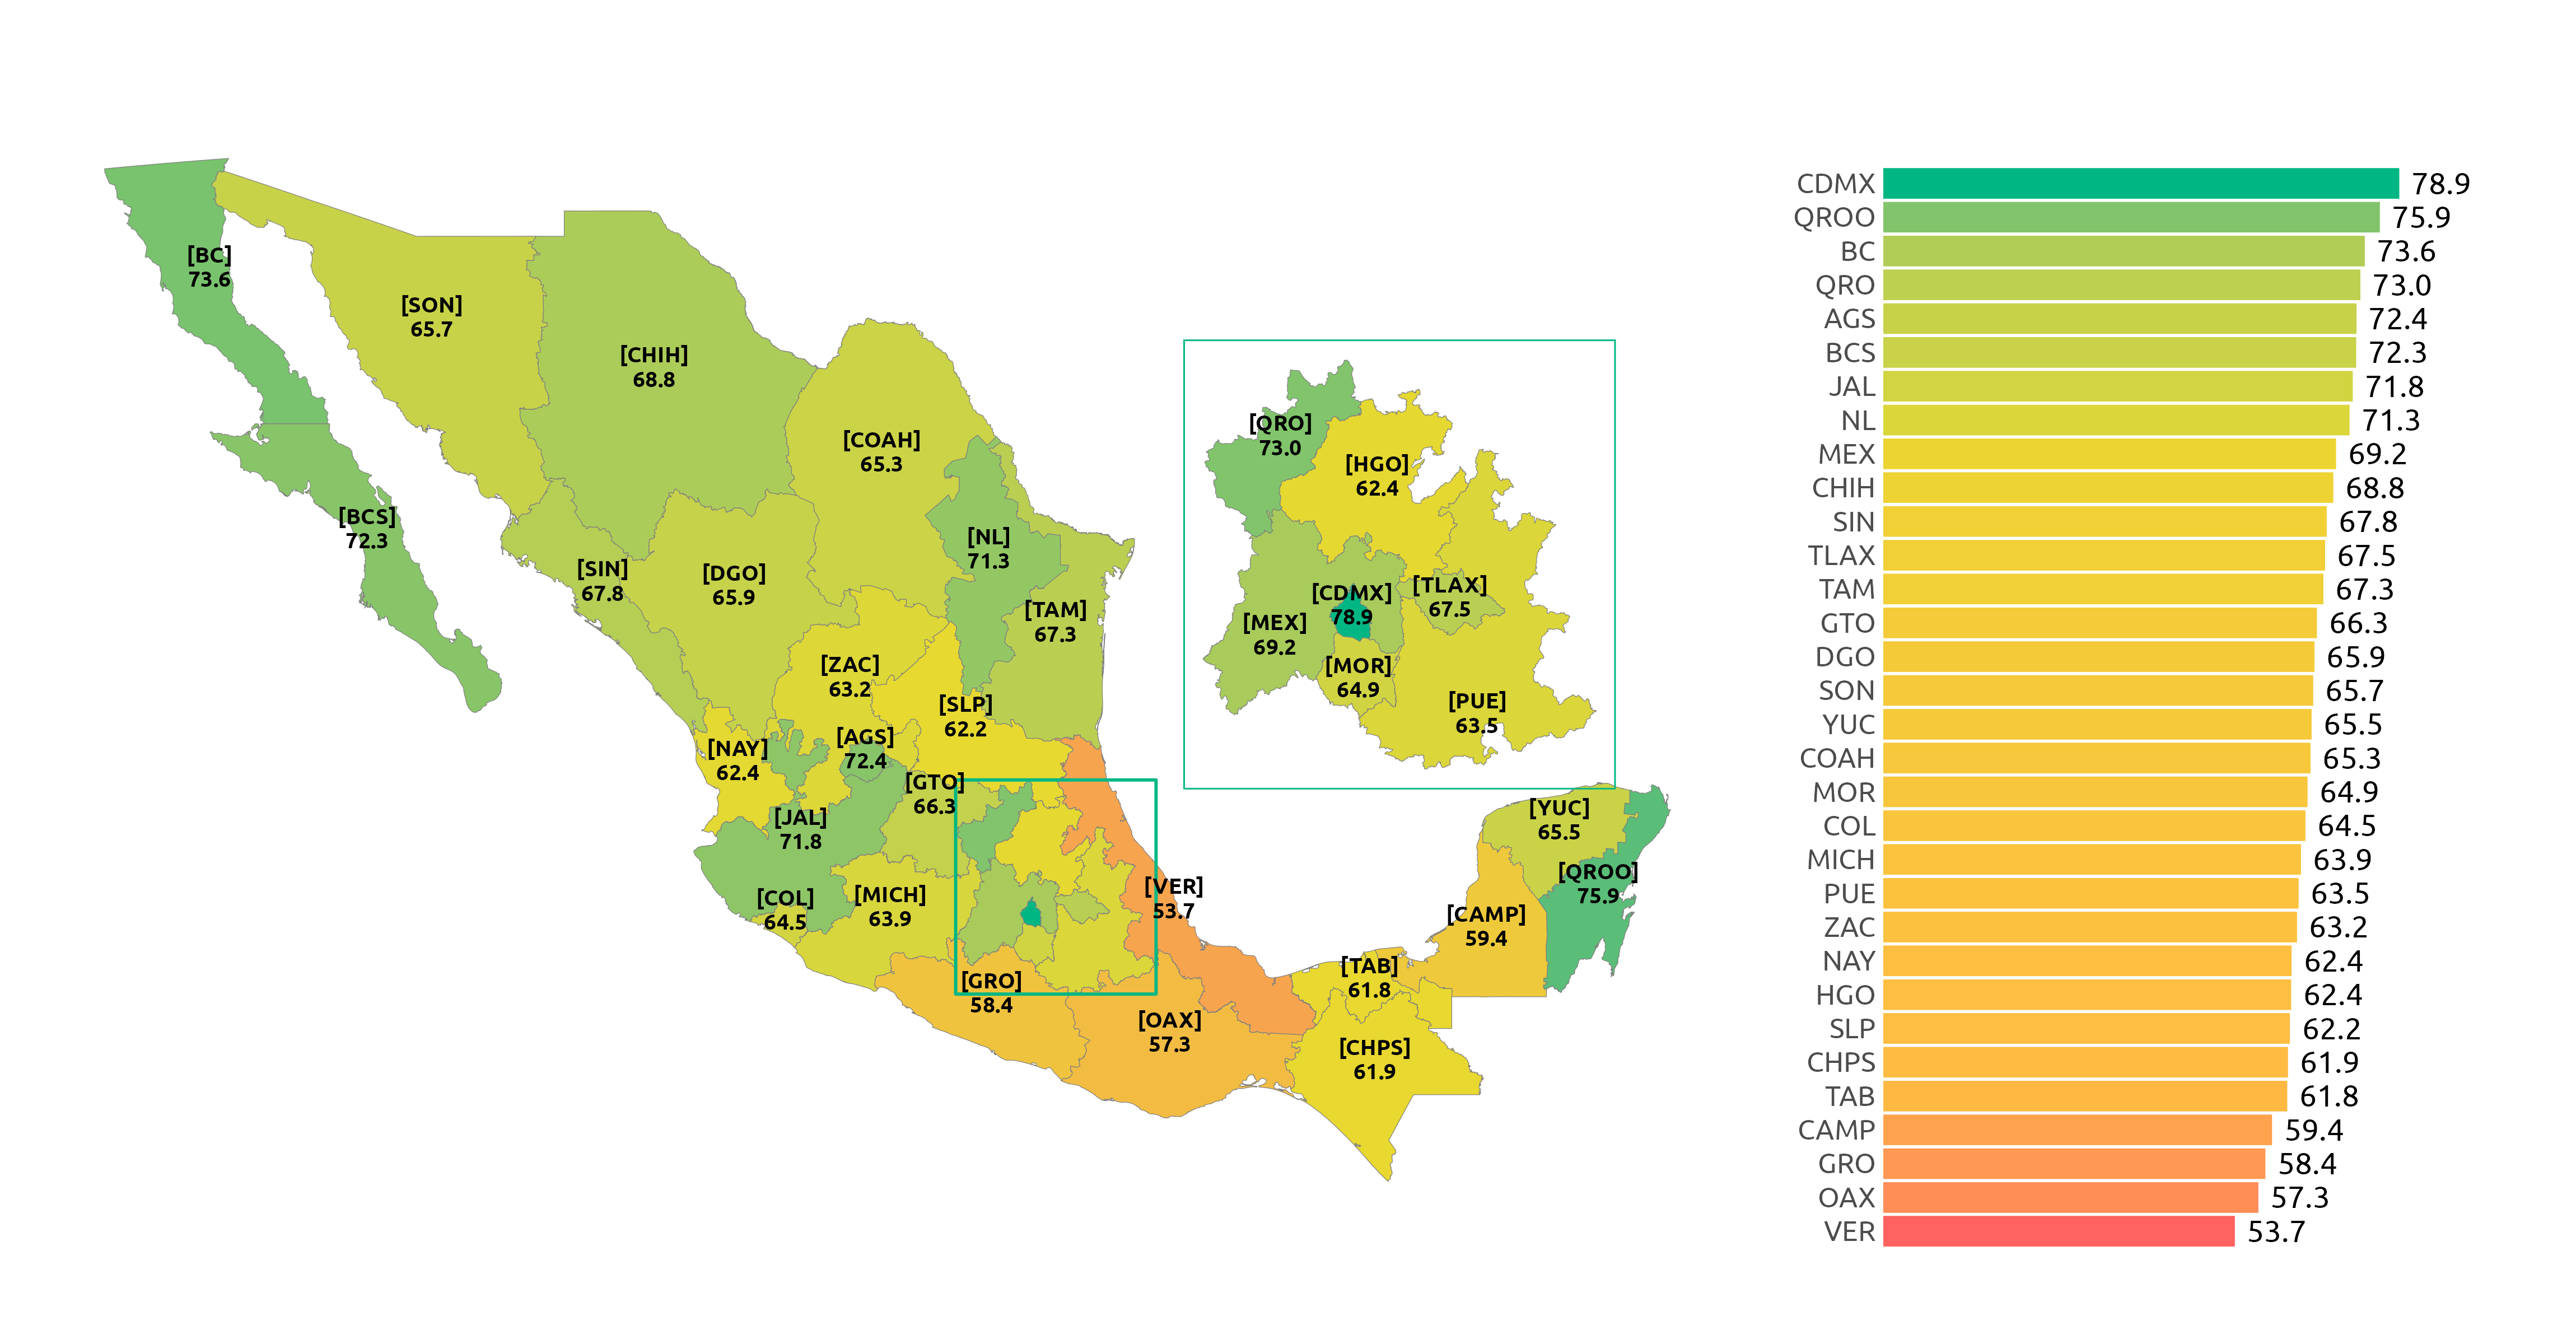 [BC]
73.6
[SON]
65.7
[CHIH]
68.8
[COAH]
65.3
[BCS]
72.3
[NL]
71.3
[SIN]
67.8
[DGO]
65.9
[TAM]
67.3
[ZAC]
63.2
[SLP]
62.2
[NAY]
62.4
[AGS]
72.4
[GTO]
66.3
[JAL]
71.8
[COL]
64.5
[MICH]
63.9
[VER]
53.7
[GRO]
58.4
[OAX]
57.3
[TAB]
61.8
[CHPS]
61.9
[CAMP]
59.4
[YUC]
65.5
[QROO]
75.9
[QRO]
73.0
[HGO]
62.4
[CDMX]
78.9
[TLAX]
67.5
[MEX]
69.2
[MOR]
64.9
[PUE]
63.5
CDMX 78.9
QROO 75.9
BC 73.6
QRO 73.0
AGS 72.4
BCS 72.3
JAL 71.8
NL 71.3
MEX 69.2
CHIH 68.8
SIN 67.8
TLAX 67.5
TAM 67.3
GTO 66.3
DGO 65.9
SON 65.7
YUC 65.5
COAH 65.3
MOR 64.9
COL 64.5
MICH 63.9
PUE 63.5
ZAC 63.2
NAY 62.4
HGO 62.4
SLP 62.2
CHPS 61.9
TAB 61.8
CAMP 59.4
GRO 58.4
OAX 57.3
VER 53.7